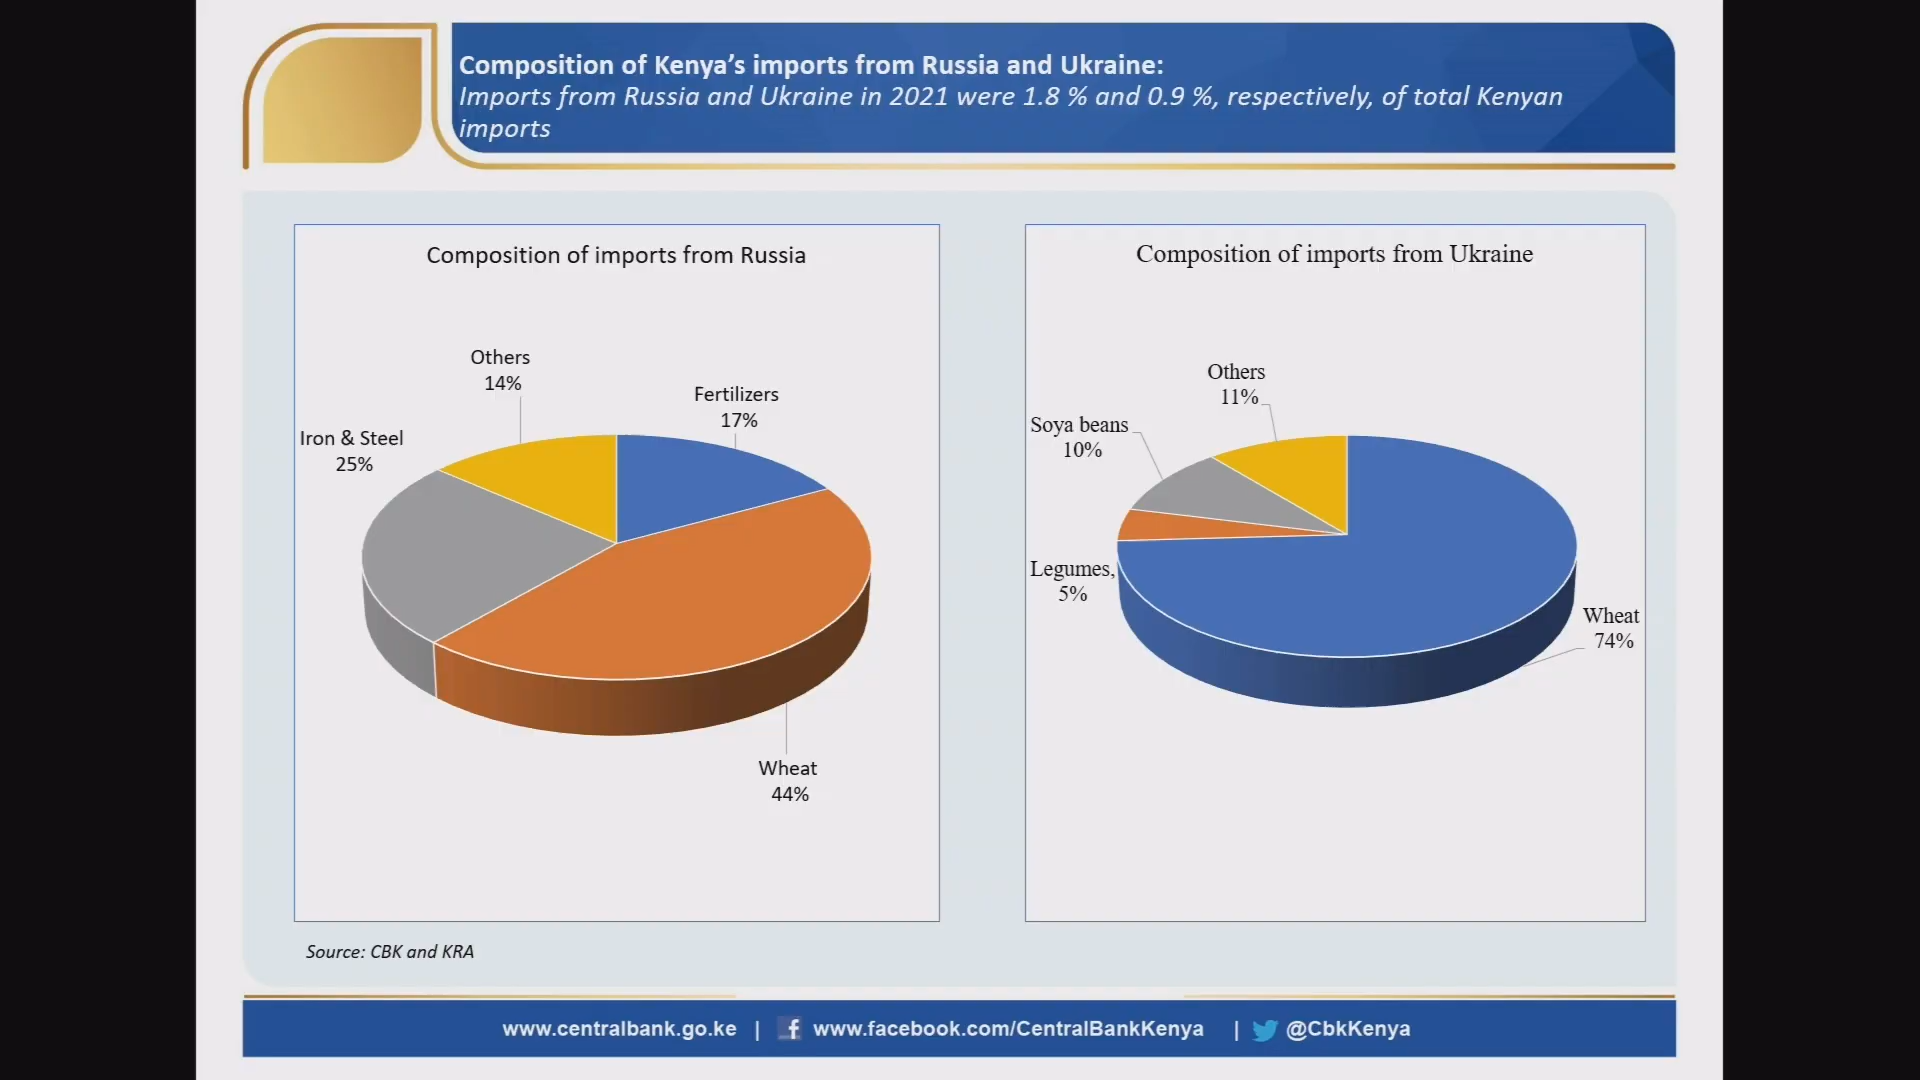 Composition of Kenya’s imports from Russia and Ukraine:
Imports from Russia and Ukraine in 2021 were 1.8 % and 0.9 %, respectively, of total Kenyan
imports
Composition of imports from Russia
Others
14%
Fertilizers
17%
Iron & Steel
25%
Wheat
44%
Composition of imports from Ukraine
Others
11%
Soya beans
10%
Legumes,
5%
Wheat
74%
Source: CBK and KRA
www.centralbank.go.ke | f www.facebook.com/CentralBankKenya | @CbkKenya